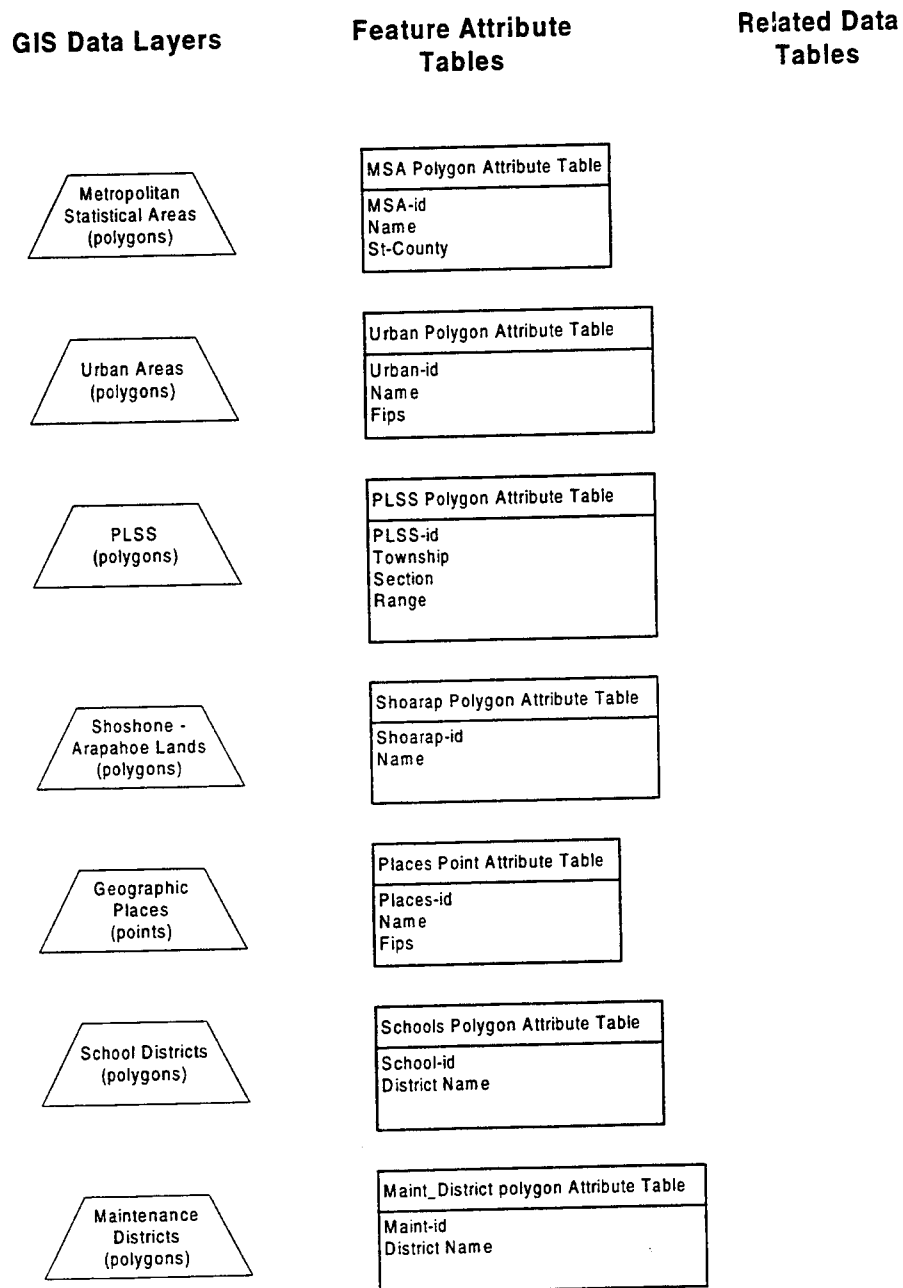 GIS Data Layers
Feature Attribute
Tables
Related Data
Tables
Metropolitan
Statistical Areas
(polygons)
MSA Polygon Attribute Table
MSA-id
Name
St-County
Urban Areas
(polygons)
Urban Polygon Attribute Table
Urban-id
Name
Fips
PLSS
(polygons)
PLSS Polygon Attribute Table
PLSS-id
Township
Section
Range
Shoshone -
Arapahoe Lands
(polygons)
Shoarap Polygon Attribute Table
Shoarap-id
Name
Geographic
Places
(points)
Places Point Attribute Table
Places-id
Name
Fips
School Districts
(polygons)
Schools Polygon Attribute Table
School-id
District Name
Maintenance
Districts
(polygons)
Maint_District polygon Attribute Table
Maint-id
District Name